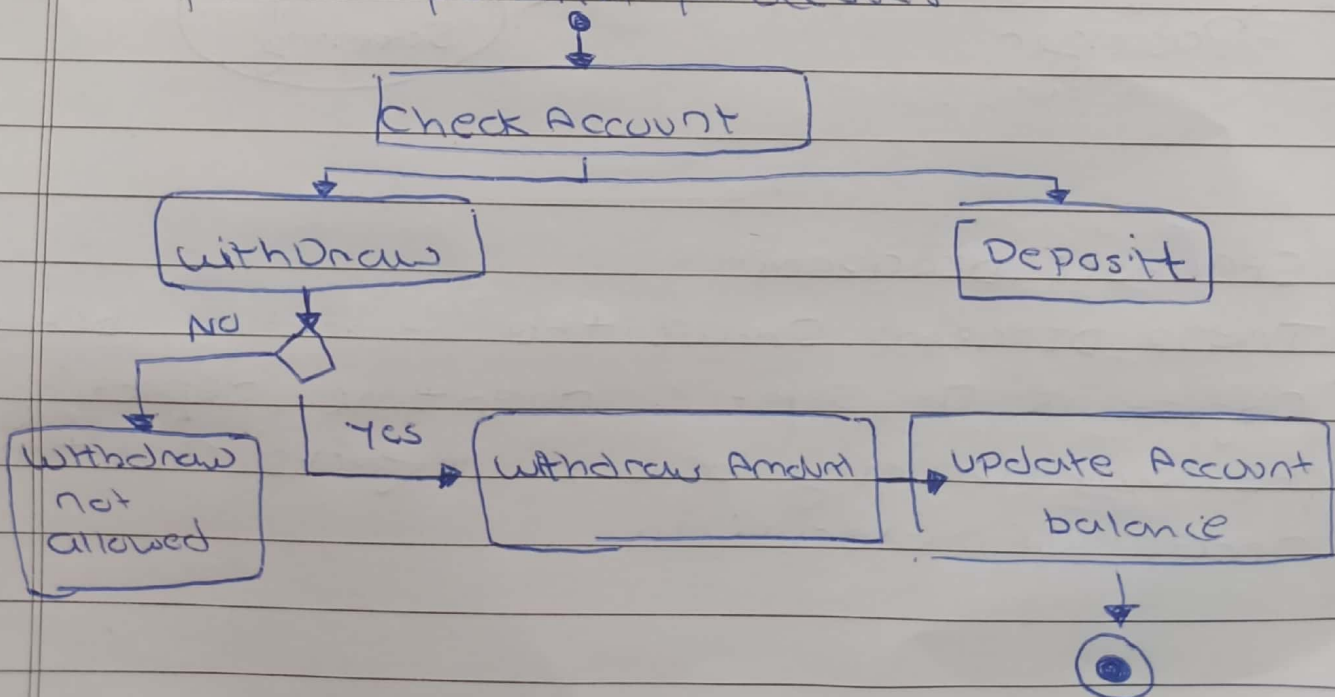 Check Account
withDraw
Deposit
NO
Yes
Withdraw
not
allowed
Withdraw Amount
update Account
balance